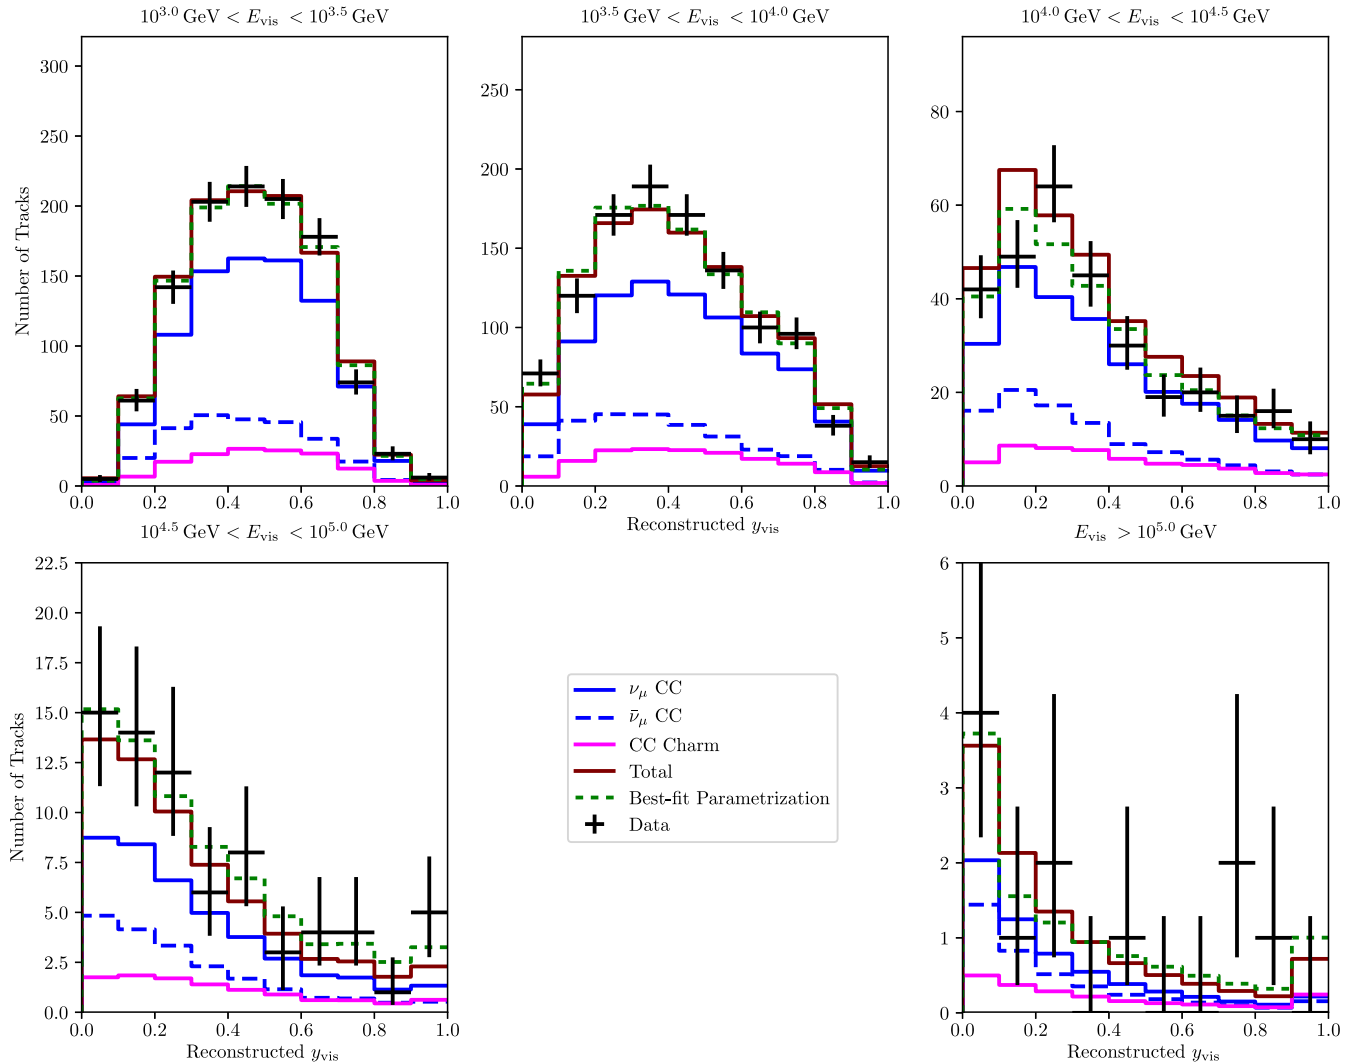 10^3.0 GeV < E_vis < 10^3.5 GeV
10^3.5 GeV < E_vis < 10^4.0 GeV
10^4.0 GeV < E_vis < 10^4.5 GeV
Number of Tracks
300
250
200
150
100
50
0
0.0 0.2 0.4 0.6 0.8 1.0
250
200
150
100
50
0
0.0 0.2 0.4 0.6 0.8 1.0
Reconstructed y_vis
80
60
40
20
0
0.0 0.2 0.4 0.6 0.8 1.0
10^4.5 GeV < E_vis < 10^5.0 GeV
E_vis > 10^5.0 GeV
Number of Tracks
22.5
20.0
17.5
15.0
12.5
10.0
7.5
5.0
2.5
0.0
0.0 0.2 0.4 0.6 0.8 1.0
Reconstructed y_vis
ν_μ CC
ν̄_μ CC
CC Charm
Total
Best-fit Parametrization
Data
6
5
4
3
2
1
0
0.0 0.2 0.4 0.6 0.8 1.0
Reconstructed y_vis